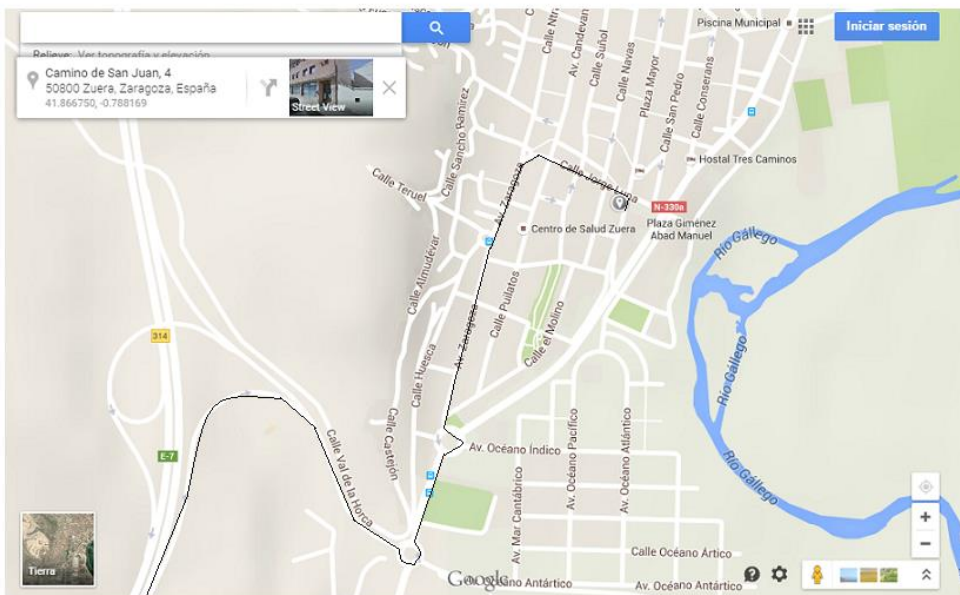 Iniciar sesión
Relieve: Ver topografía y elevación
Camino de San Juan, 4
50800 Zuera, Zaragoza, España
41.866750, -0.788169
Street View
Piscina Municipal
Calle Ntra
Av. Candevan
Calle Suñol
Calle Navas
Plaza Mayor
Calle San Pedro
Calle Conserans
Calle Sancho Ramírez
Calle Teruel
Av. Zaragoza
Calle Jorge Luna
Hostal Tres Caminos
N-330a
Plaza Giménez
Abad Manuel
Centro de Salud Zuera
Río Gállego
Calle Almudévar
Calle Puilatos
Av. Zaragoza
Calle el Molino
314
Calle Huesca
Río Gállego
E-7
Calle Val de la Horca
Calle Castejón
Av. Océano Índico
Av. Mar Cantábrico
Av. Océano Pacífico
Av. Océano Atlántico
Río Gállego
Tierra
Calle Océano Ártico
Google
Océano Antártico
Av. Océano Antártico